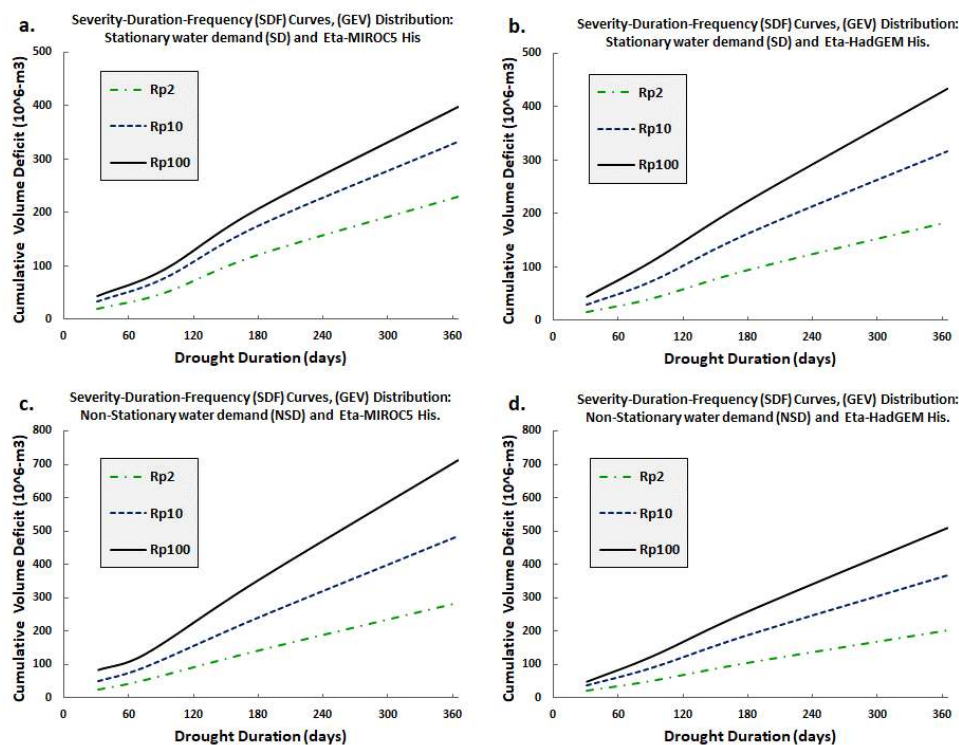 a.
Severity-Duration-Frequency (SDF) Curves, (GEV) Distribution:
Stationary water demand (SD) and Eta-MIROC5 His
Cumulative Volume Deficit (10^6-m3)
500
400
300
200
100
0
Rp2
Rp10
Rp100
0 60 120 180 240 300 360
Drought Duration (days)
b.
Severity-Duration-Frequency (SDF) Curves, (GEV) Distribution:
Stationary water demand (SD) and Eta-HadGEM His.
Cumulative Volume Deficit (10^6-m3)
500
400
300
200
100
0
Rp2
Rp10
Rp100
0 60 120 180 240 300 360
Drought Duration (days)
c.
Severity-Duration-Frequency (SDF) Curves, (GEV) Distribution:
Non-Stationary water demand (NSD) and Eta-MIROC5 His.
Cumulative Volume Deficit (10^6-m3)
800
700
600
500
400
300
200
100
0
Rp2
Rp10
Rp100
0 60 120 180 240 300 360
Drought Duration (days)
d.
Severity-Duration-Frequency (SDF) Curves, (GEV) Distribution:
Non-Stationary water demand (NSD) and Eta-HadGEM His.
Cumulative Volume Deficit (10^6-m3)
800
700
600
500
400
300
200
100
0
Rp2
Rp10
Rp100
0 60 120 180 240 300 360
Drought Duration (days)